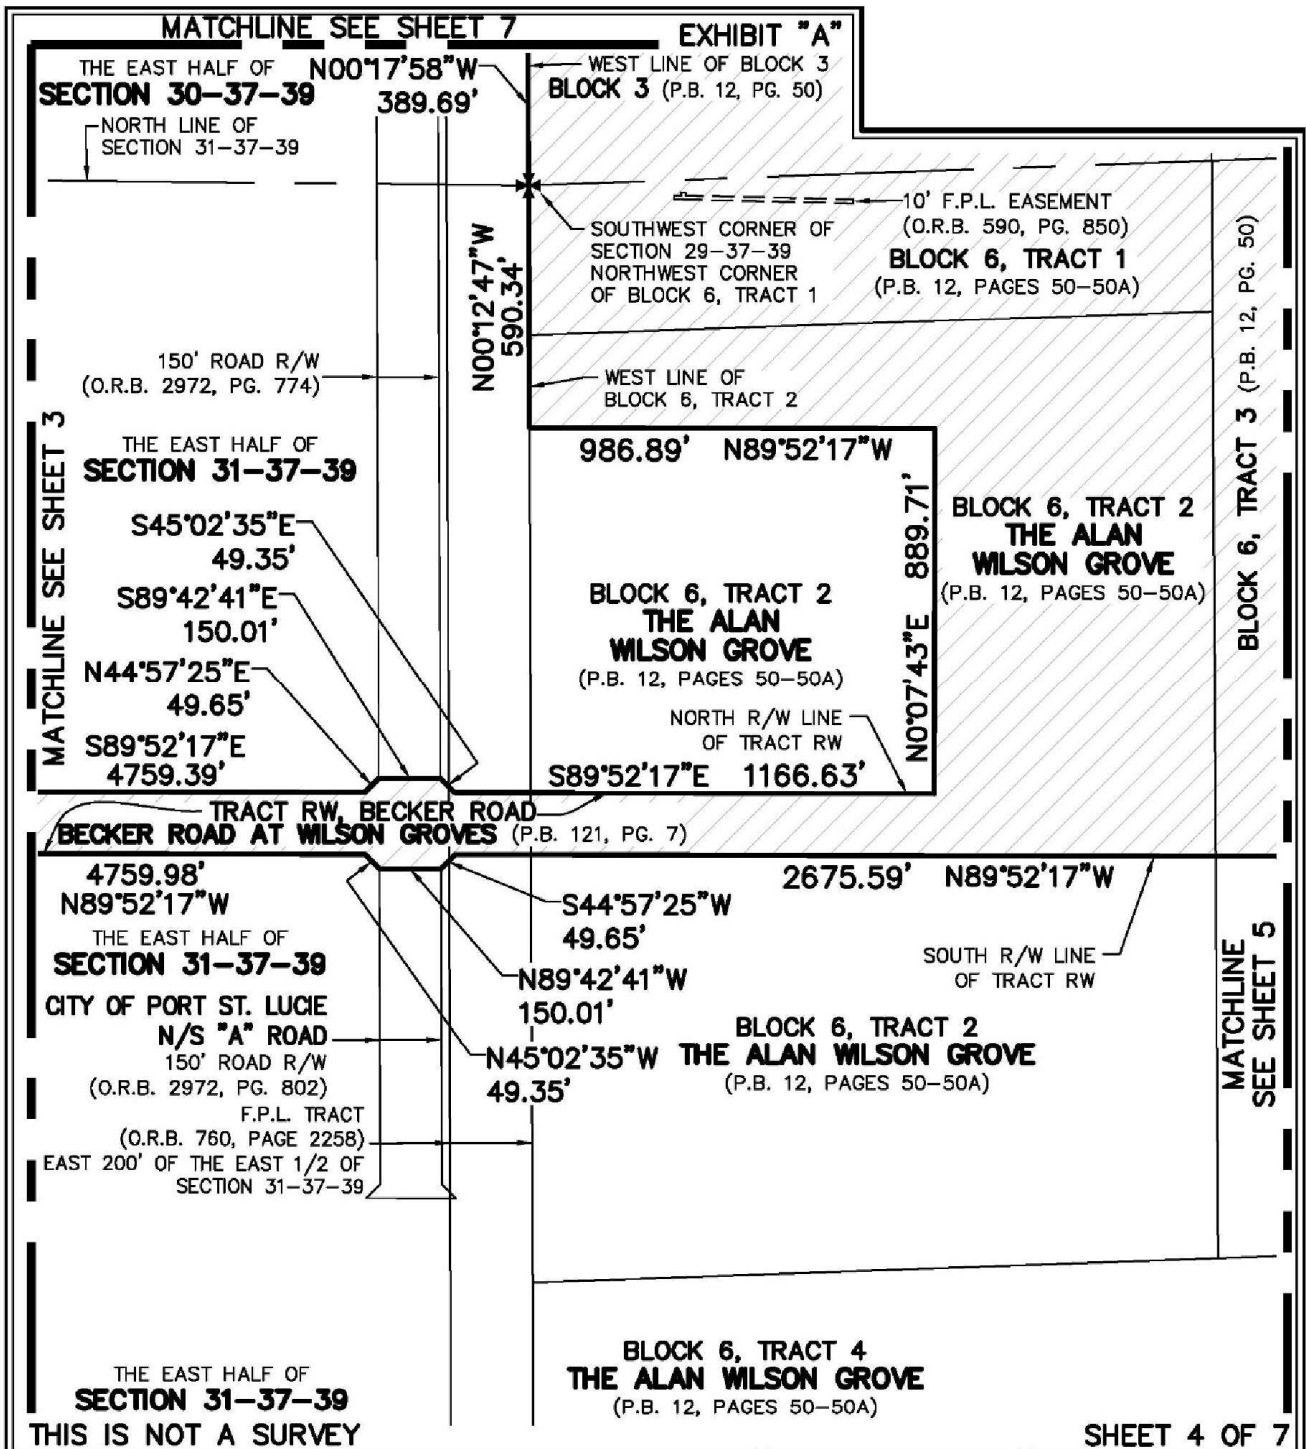 MATCHLINE SEE SHEET 7
EXHIBIT "A"
THE EAST HALF OF
SECTION 30-37-39
N00°17'58"W
389.69'
WEST LINE OF BLOCK 3
BLOCK 3 (P.B. 12, PG. 50)
NORTH LINE OF
SECTION 31-37-39
10' F.P.L. EASEMENT
(O.R.B. 590, PG. 850)
SOUTHWEST CORNER OF
SECTION 29-37-39
NORTHWEST CORNER
OF BLOCK 6, TRACT 1
BLOCK 6, TRACT 1
(P.B. 12, PAGES 50-50A)
N00°12'47"W
590.34'
BLOCK 6, TRACT 3 (P.B. 12, PG. 50)
150' ROAD R/W
(O.R.B. 2972, PG. 774)
WEST LINE OF
BLOCK 6, TRACT 2
MATCHLINE SEE SHEET 3
THE EAST HALF OF
SECTION 31-37-39
986.89' N89°52'17"W
N0°07'43"E 889.71'
BLOCK 6, TRACT 2
THE ALAN
WILSON GROVE
(P.B. 12, PAGES 50-50A)
S45°02'35"E
49.35'
S89°42'41"E
150.01'
N44°57'25"E
49.65'
S89°52'17"E
4759.39'
BLOCK 6, TRACT 2
THE ALAN
WILSON GROVE
(P.B. 12, PAGES 50-50A)
NORTH R/W LINE
OF TRACT RW
S89°52'17"E 1166.63'
TRACT RW, BECKER ROAD
BECKER ROAD AT WILSON GROVES (P.B. 121, PG. 7)
4759.98'
N89°52'17"W
2675.59' N89°52'17"W
S44°57'25"W
49.65'
THE EAST HALF OF
SECTION 31-37-39
SOUTH R/W LINE
OF TRACT RW
N89°42'41"W
150.01'
CITY OF PORT ST. LUCIE
N/S "A" ROAD
150' ROAD R/W
(O.R.B. 2972, PG. 802)
N45°02'35"W
49.35'
BLOCK 6, TRACT 2
THE ALAN WILSON GROVE
(P.B. 12, PAGES 50-50A)
MATCHLINE
SEE SHEET 5
F.P.L. TRACT
(O.R.B. 760, PAGE 2258)
EAST 200' OF THE EAST 1/2 OF
SECTION 31-37-39
BLOCK 6, TRACT 4
THE ALAN WILSON GROVE
(P.B. 12, PAGES 50-50A)
THE EAST HALF OF
SECTION 31-37-39
THIS IS NOT A SURVEY
SHEET 4 OF 7